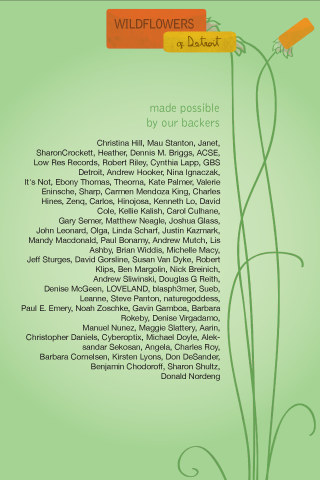 WILDFLOWERS
of Detroit
made possible
by our backers
Christina Hill, Mau Stanton, Janet,
SharonCrockett, Heather, Dennis M. Briggs, ACSE,
Low Res Records, Robert Riley, Cynthia Lapp, GBS
Detroit, Andrew Hooker, Nina Ignaczak,
It's Not, Ebony Thomas, Theorna, Kate Palmer, Valerie
Eninsche, Sharp, Carmen Mendoza King, Charles
Hines, Zenq, Carlos, Hinojosa, Kenneth Lo, David
Cole, Kellie Kalish, Carol Culhane,
Gary Semer, Matthew Neagle, Joshua Glass,
John Leonard, Olga, Linda Scharf, Justin Kazmark,
Mandy Macdonald, Paul Bonamy, Andrew Mutch, Lis
Ashby, Brian Widdis, Michelle Macy,
Jeff Sturges, David Gorsline, Susan Van Dyke, Robert
Klips, Ben Margolin, Nick Breinich,
Andrew Sliwinski, Douglas G Reith,
Denise McGeen, LOVELAND, blasph3mer, Sueb,
Leanne, Steve Panton, naturegoddess,
Paul E. Emery, Noah Zoschke, Gavin Gamboa, Barbara
Rokeby, Denise Virgadamo,
Manuel Nunez, Maggie Slattery, Aarin,
Christopher Daniels, Cyberoptix, Michael Doyle, Alek-
sandar Sekosan, Angela, Charles Roy,
Barbara Cornelsen, Kirsten Lyons, Don DeSander,
Benjamin Chodoroff, Sharon Shultz,
Donald Nordeng